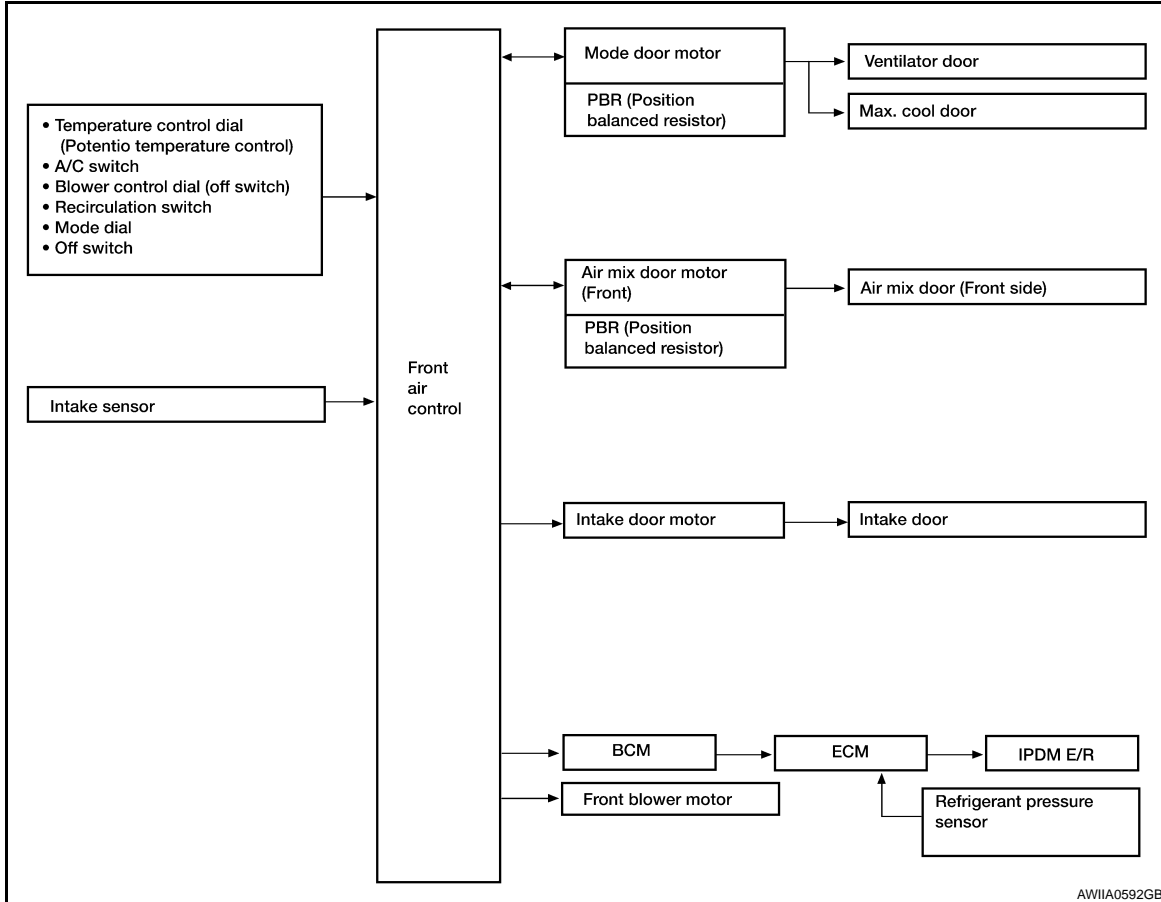 • Temperature control dial
(Potentio temperature control)
• A/C switch
• Blower control dial (off switch)
• Recirculation switch
• Mode dial
• Off switch
Intake sensor
Front
air
control
Mode door motor
PBR (Position
balanced resistor)
Ventilator door
Max. cool door
Air mix door motor
(Front)
PBR (Position
balanced resistor)
Air mix door (Front side)
Intake door motor
Intake door
BCM
ECM
IPDM E/R
Front blower motor
Refrigerant pressure
sensor
AWIIA0592GB